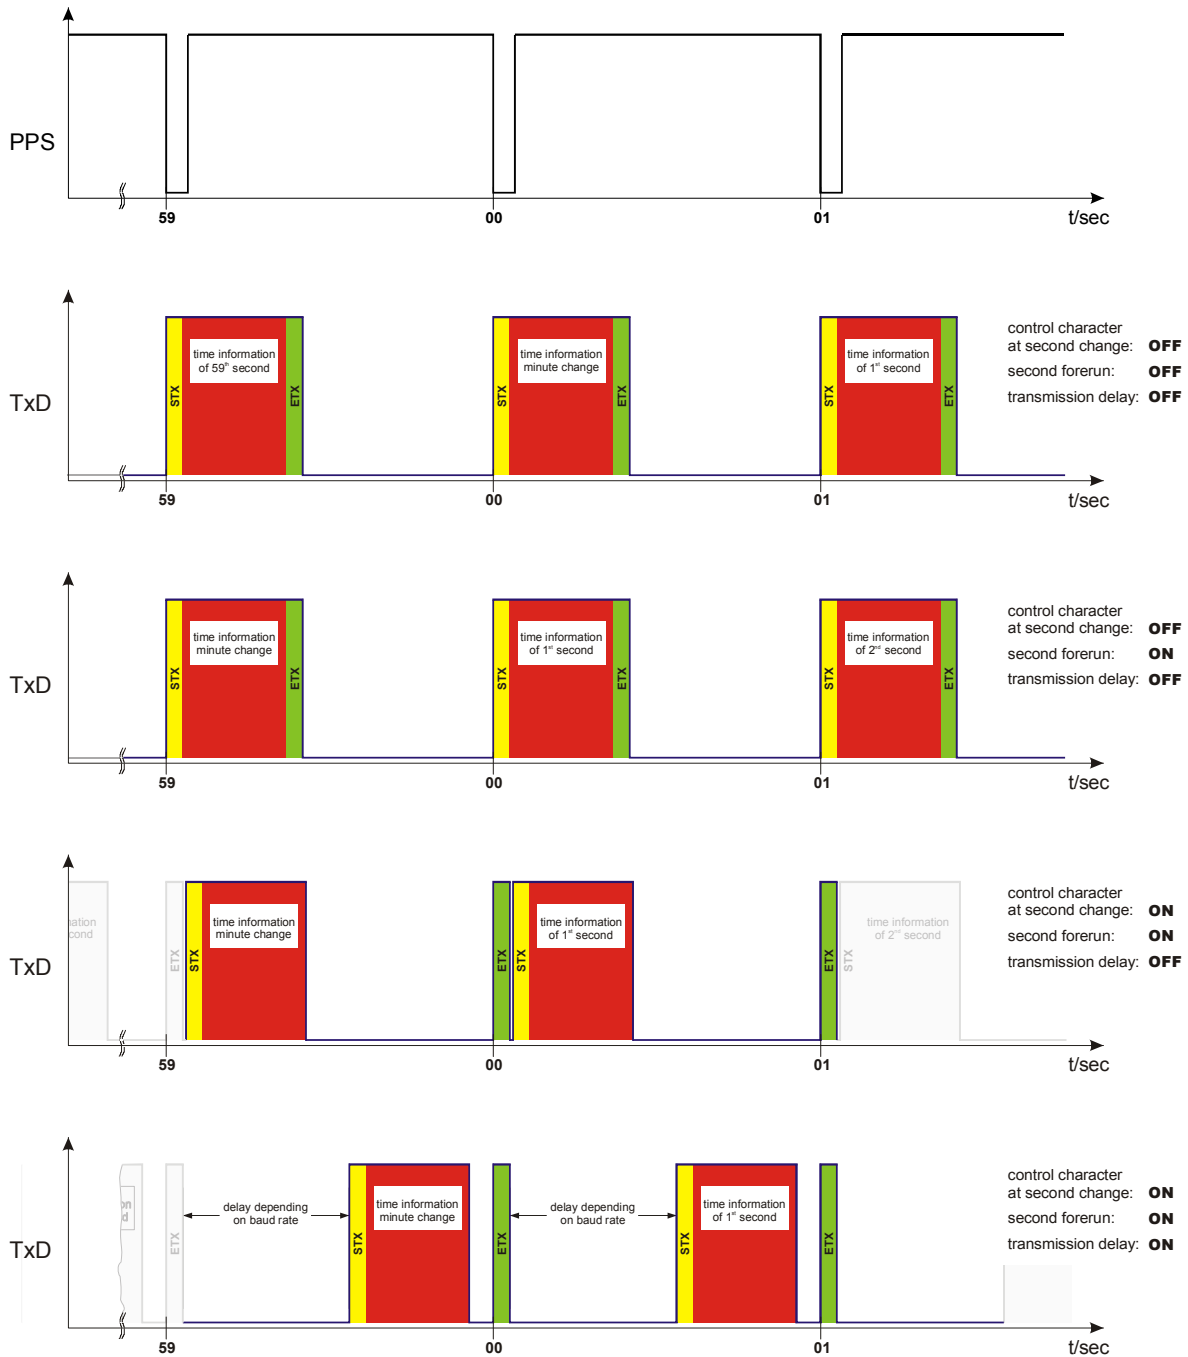 PPS
59
00
01
t/sec
time information
of 59th second
time information
minute change
time information
of 1st second
STX
ETX
STX
ETX
STX
ETX
control character
at second change: OFF
second forerun: OFF
transmission delay: OFF
TxD
59
00
01
t/sec
time information
minute change
time information
of 1st second
time information
of 2nd second
STX
ETX
STX
ETX
STX
ETX
control character
at second change: OFF
second forerun: ON
transmission delay: OFF
TxD
59
00
01
t/sec
time information
minute change
time information
of 1st second
time information
of 2nd second
ETX
STX
ETX
STX
ETX
STX
control character
at second change: ON
second forerun: ON
transmission delay: OFF
TxD
59
00
01
t/sec
delay depending
on baud rate
time information
minute change
delay depending
on baud rate
time information
of 1st second
ETX
STX
ETX
STX
ETX
control character
at second change: ON
second forerun: ON
transmission delay: ON
TxD
59
00
01
t/sec